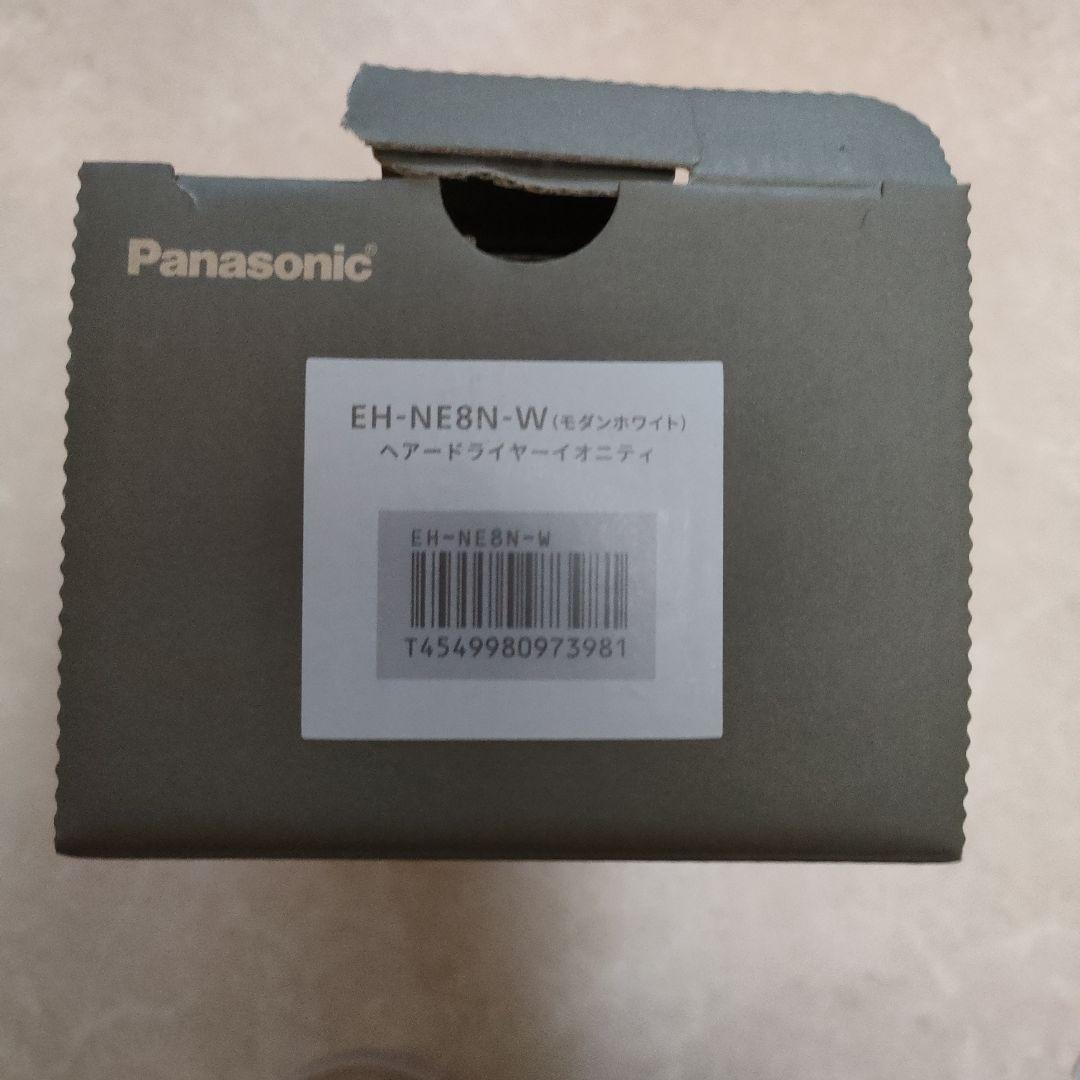 Panasonic®
EH-NE8N-W(モダンホワイト)
ヘアードライヤーイオニティ
EH-NE8N-W
T4549980973981